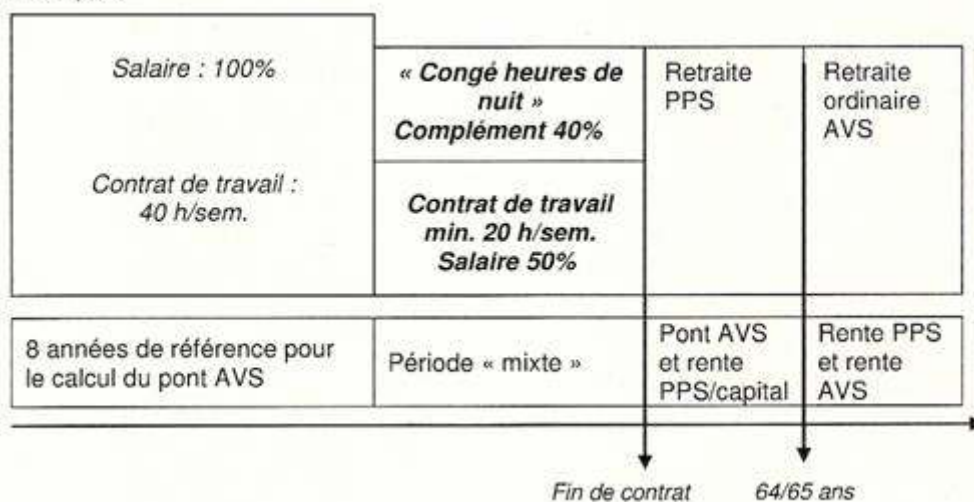 Salaire : 100%
Contrat de travail :
40 h/sem.
« Congé heures de
nuit »
Complément 40%
Contrat de travail
min. 20 h/sem.
Salaire 50%
Retraite
PPS
Retraite
ordinaire
AVS
8 années de référence pour
le calcul du pont AVS
Période « mixte »
Pont AVS
et rente
PPS/capital
Rente PPS
et rente
AVS
Fin de contrat
64/65 ans